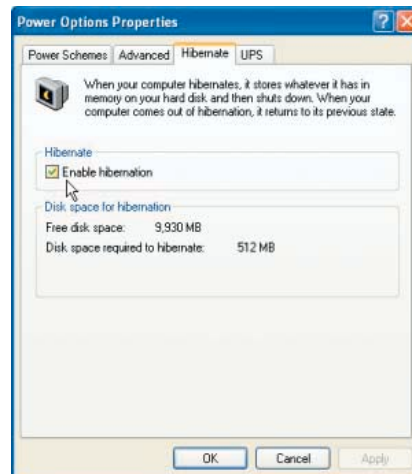 Power Options Properties
Power Schemes Advanced Hibernate UPS
When your computer hibernates, it stores whatever it has in
memory on your hard disk and then shuts down. When your
computer comes out of hibernation, it returns to its previous state.
Hibernate
Enable hibernation
Disk space for hibernation
Free disk space: 9,930 MB
Disk space required to hibernate: 512 MB
OK Cancel Apply